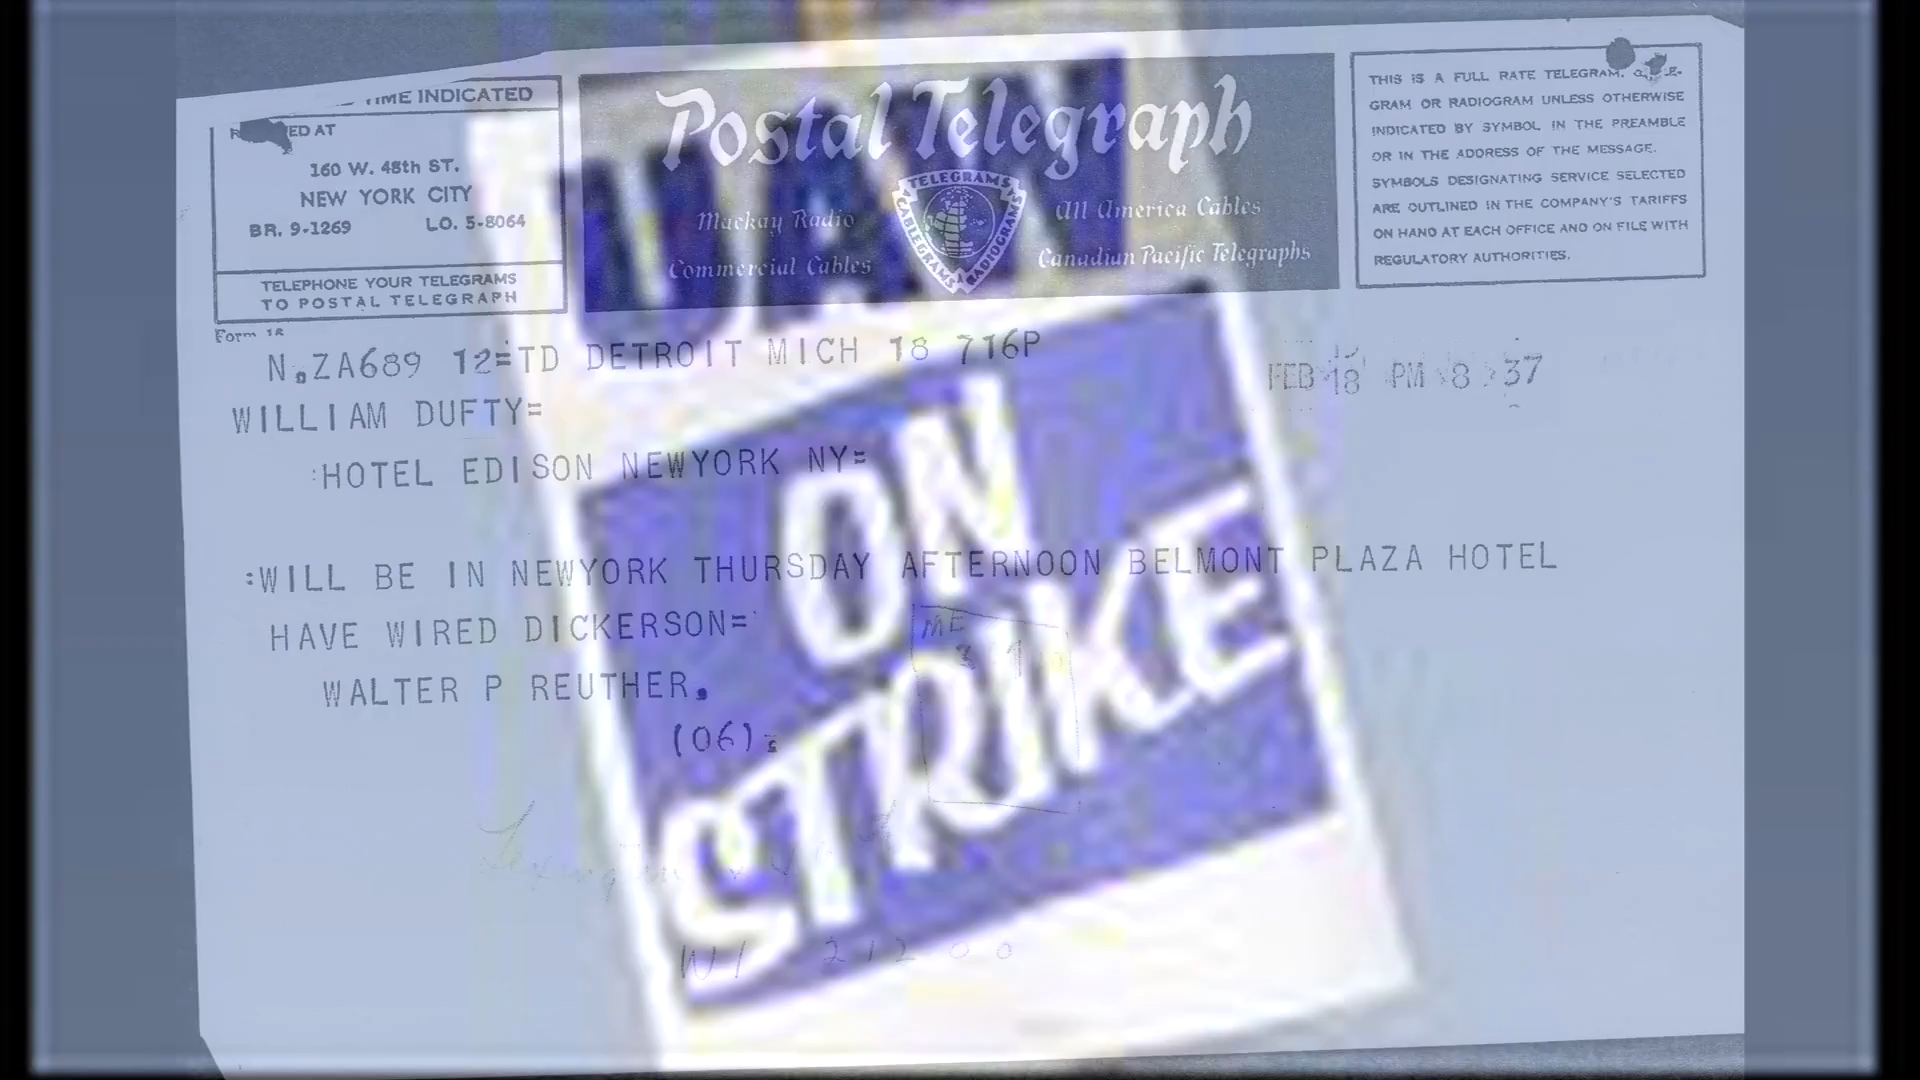 TIME INDICATED
ED AT
160 W. 48th ST.
NEW YORK CITY
BR. 9-1269 LO. 5-8064
TELEPHONE YOUR TELEGRAMS
TO POSTAL TELEGRAPH
Form 16
Postal Telegraph
Mackay Radio
All America Cables
Commercial Cables
Canadian Pacific Telegraphs
TELEGRAMS
CABLEGRAMS
RADIOGRAMS
THIS IS A FULL RATE TELEGRAM,
GRAM OR RADIOGRAM UNLESS OTHERWISE
INDICATED BY SYMBOL IN THE PREAMBLE
OR IN THE ADDRESS OF THE MESSAGE.
SYMBOLS DESIGNATING SERVICE SELECTED
ARE OUTLINED IN THE COMPANY'S TARIFFS
ON HAND AT EACH OFFICE AND ON FILE WITH
REGULATORY AUTHORITIES.
N.ZA689 12=TD DETROIT MICH 18 716P
FEB 18 PM 8 37
WILLIAM DUFTY=
:HOTEL EDISON NEWYORK NY=
:WILL BE IN NEWYORK THURSDAY AFTERNOON BELMONT PLAZA HOTEL
HAVE WIRED DICKERSON=
WALTER P REUTHER.
(06).
ME
31
UAW
ON
STRIKE